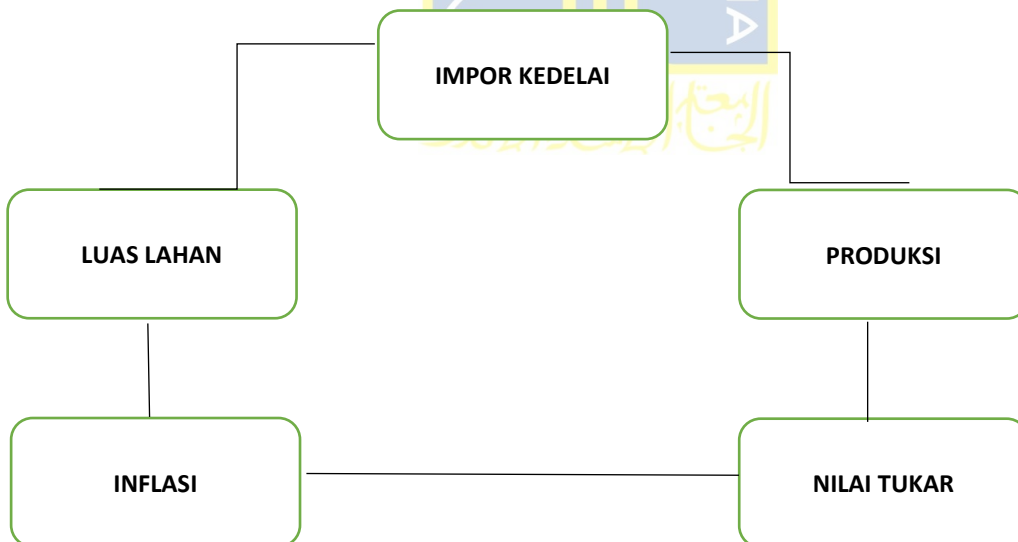 IMPOR KEDELAI
LUAS LAHAN
PRODUKSI
INFLASI
NILAI TUKAR